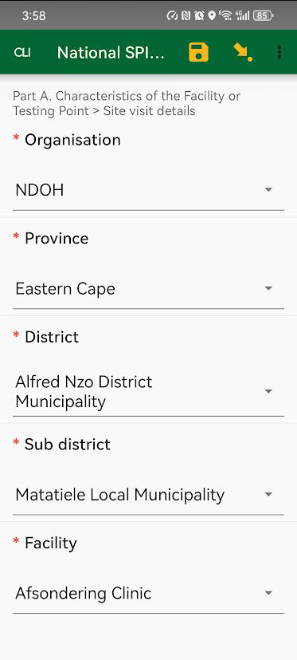 3:58
85
CLI
National SPI...
Part A. Characteristics of the Facility or
Testing Point > Site visit details
* Organisation
NDOH
* Province
Eastern Cape
* District
Alfred Nzo District
Municipality
* Sub district
Matatiele Local Municipality
* Facility
Afsondering Clinic